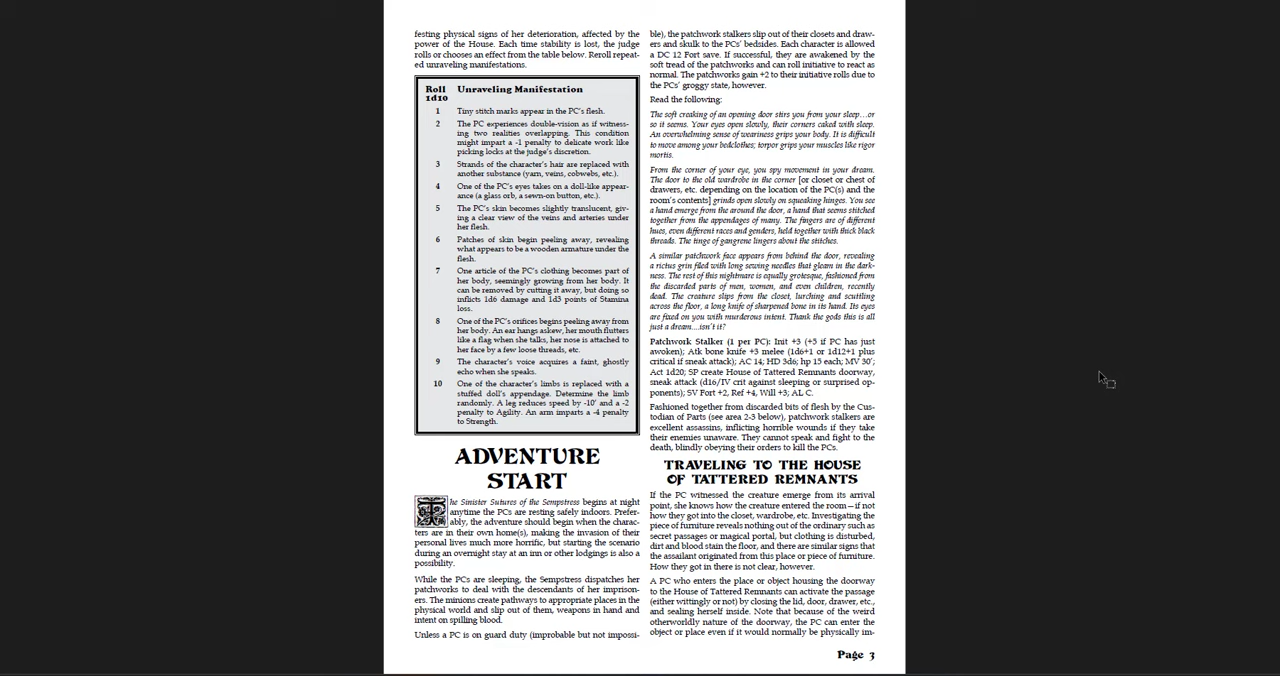 festing physical signs of her deterioration, affected by the
power of the House. Each time stability is lost, the judge
rolls or chooses an effect from the table below. Reroll repeat-
ed unraveling manifestations.
Roll 1d10 Unraveling Manifestation
1 Tiny stitch marks appear in the PC's flesh.
2 The PC experiences double-vision as if witness-
ing two realities overlapping. This condition
might impart a -1 penalty to delicate work like
picking locks at the judge's discretion.
3 Strands of the character's hair are replaced with
another substance (yarn, veins, cobwebs, etc.).
4 One of the PC's eyes takes on a doll-like appear-
ance (a glass orb, a sewn-on button, etc.).
5 The PC's skin becomes slightly translucent, giv-
ing a clear view of the veins and arteries under
her flesh.
6 Patches of skin begin peeling away, revealing
what appears to be a wooden armature under the
flesh.
7 One article of the PC's clothing becomes part of
her body, seemingly growing from her body. It
can be removed by cutting it away, but doing so
inflicts 1d6 damage and 1d3 points of Stamina
loss.
8 One of the PC's orifices begins peeling away from
her body. An ear hangs askew, her mouth flutters
like a flag when she talks, her nose is attached to
her face by a few loose threads, etc.
9 The character's voice acquires a faint, ghostly
echo when she speaks.
10 One of the character's limbs is replaced with a
stuffed doll's appendage. Determine the limb
randomly. A leg reduces speed by -10' and a -2
penalty to Agility. An arm imparts a -4 penalty
to Strength.
ADVENTURE
START
The Sinister Sutures of the Sempstress begins at night
anytime the PCs are resting safely indoors. Prefer-
ably, the adventure should begin when the charac-
ters are in their own home(s), making the invasion of their
personal lives much more horrific, but starting the scenario
during an overnight stay at an inn or other lodgings is also a
possibility.
While the PCs are sleeping, the Sempstress dispatches her
patchworks to deal with the descendants of her imprison-
ers. The minions create pathways to appropriate places in the
physical world and slip out of them, weapons in hand and
intent on spilling blood.
Unless a PC is on guard duty (improbable but not impossi-
ble), the patchwork stalkers slip out of their closets and draw-
ers and skulk to the PCs' bedsides. Each character is allowed
a DC 12 Fort save. If successful, they are awakened by the
soft tread of the patchworks and can roll initiative to react as
normal. The patchworks gain +2 to their initiative rolls due to
the PCs' groggy state, however.
Read the following:
The soft creaking of an opening door stirs you from your sleep…or
so it seems. Your eyes open slowly, their corners caked with sleep.
An overwhelming sense of weariness grips your body. It is difficult
to move among your bedclothes; torpor grips your muscles like rigor
mortis.
From the corner of your eye, you spy movement in your dream.
The door to the old wardrobe in the corner [or closet or chest of
drawers, etc. depending on the location of the PC(s) and the
room's contents] grinds open slowly on squeaking hinges. You see
a hand emerge from the around the door, a hand that seems stitched
together from the appendages of many. The fingers are of different
hues, even different races and genders, held together with thick black
threads. The tinge of gangrene lingers about the stitches.
A similar patchwork face appears from behind the door, revealing
a rictus grin filled with long sewing needles that gleam in the dark-
ness. The rest of this nightmare is equally grotesque, fashioned from
the discarded parts of men, women, and even children, recently
dead. The creature slips from the closet, lurching and scuttling
across the floor, a long knife of sharpened bone in its hand. Its eyes
are fixed on you with murderous intent. Thank the gods this is all
just a dream....isn't it?
Patchwork Stalker (1 per PC): Init +3 (+5 if PC has just
awoken); Atk bone knife +3 melee (1d6+1 or 1d12+1 plus
critical if sneak attack); AC 14; HD 3d6; hp 15 each; MV 30';
Act 1d20; SP create House of Tattered Remnants doorway,
sneak attack (d16/IV crit against sleeping or surprised op-
ponents); SV Fort +2, Ref +4, Will +3; AL C.
Fashioned together from discarded bits of flesh by the Cus-
todian of Parts (see area 2-3 below), patchwork stalkers are
excellent assassins, inflicting horrible wounds if they take
their enemies unaware. They cannot speak and fight to the
death, blindly obeying their orders to kill the PCs.
TRAVELING TO THE HOUSE
OF TATTERED REMNANTS
If the PC witnessed the creature emerge from its arrival
point, she knows how the creature entered the room—if not
how they got into the closet, wardrobe, etc. Investigating the
piece of furniture reveals nothing out of the ordinary such as
secret passages or magical portal, but clothing is disturbed,
dirt and blood stain the floor, and there are similar signs that
the assailant originated from this place or piece of furniture.
How they got in there is not clear, however.
A PC who enters the place or object housing the doorway
to the House of Tattered Remnants can activate the passage
(either wittingly or not) by closing the lid, door, drawer, etc.,
and sealing herself inside. Note that because of the weird
otherworldly nature of the doorway, the PC can enter the
object or place even if it would normally be physically im-
Page 3